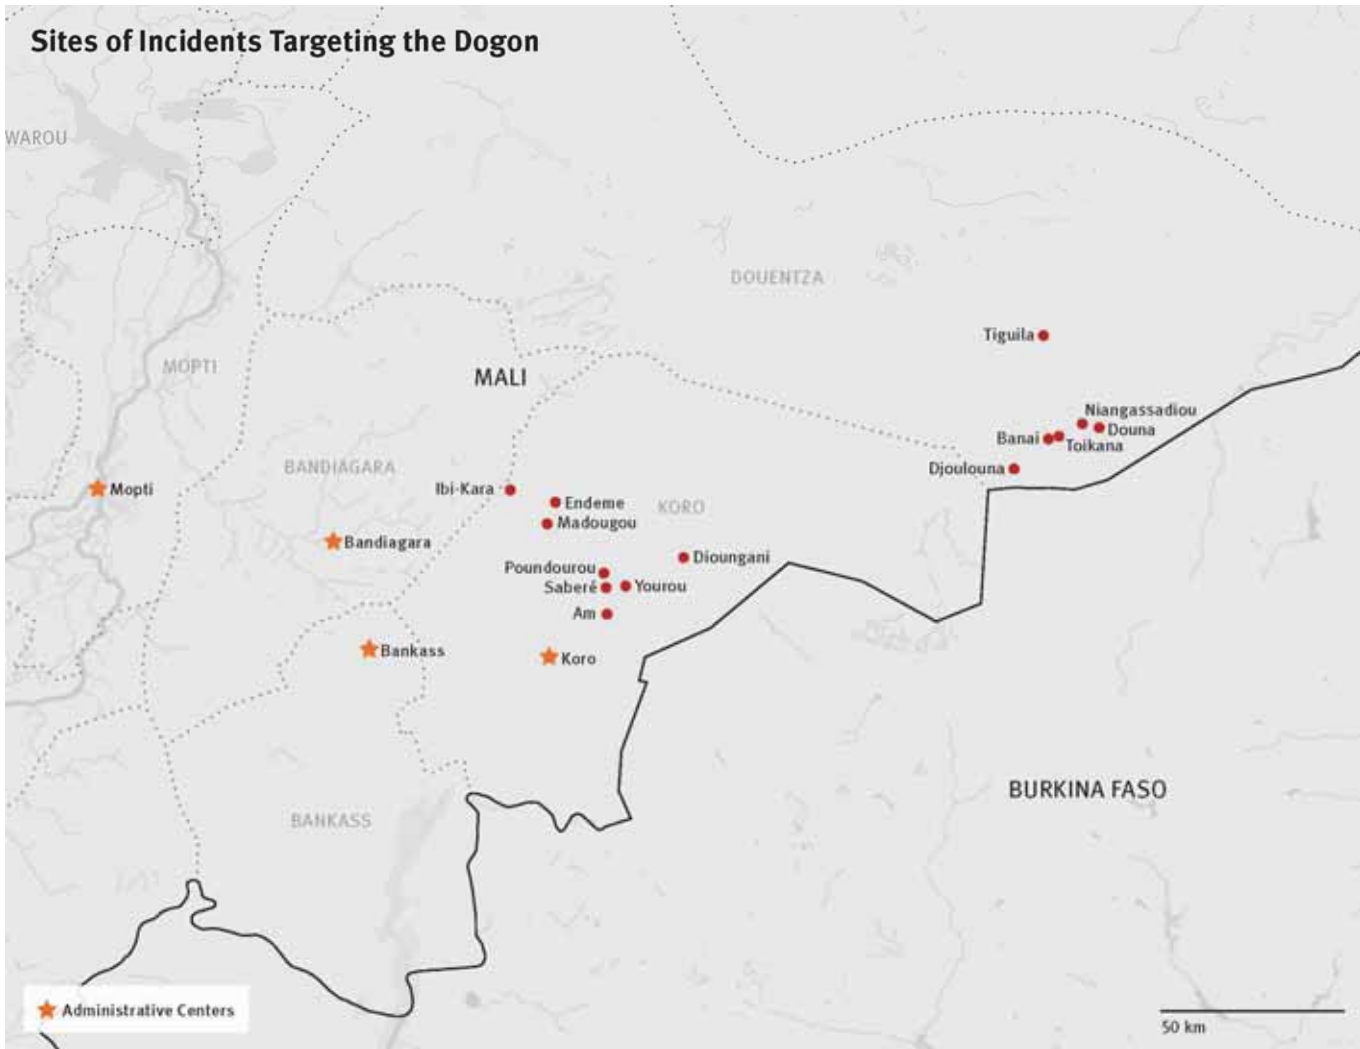 Sites of Incidents Targeting the Dogon
WAROU
DOUENTZA
Tiguila
MOPTI
MALI
Niangassadiou
Douna
Banai
Toikana
BANDIAGARA
Djoulouna
Mopti
Ibi-Kara
Endeme
KORO
Madougou
Bandiagara
Dioungani
Poundourou
Saberé
Yourou
Am
Bankass
Koro
BURKINA FASO
BANKASS
Administrative Centers
50 km